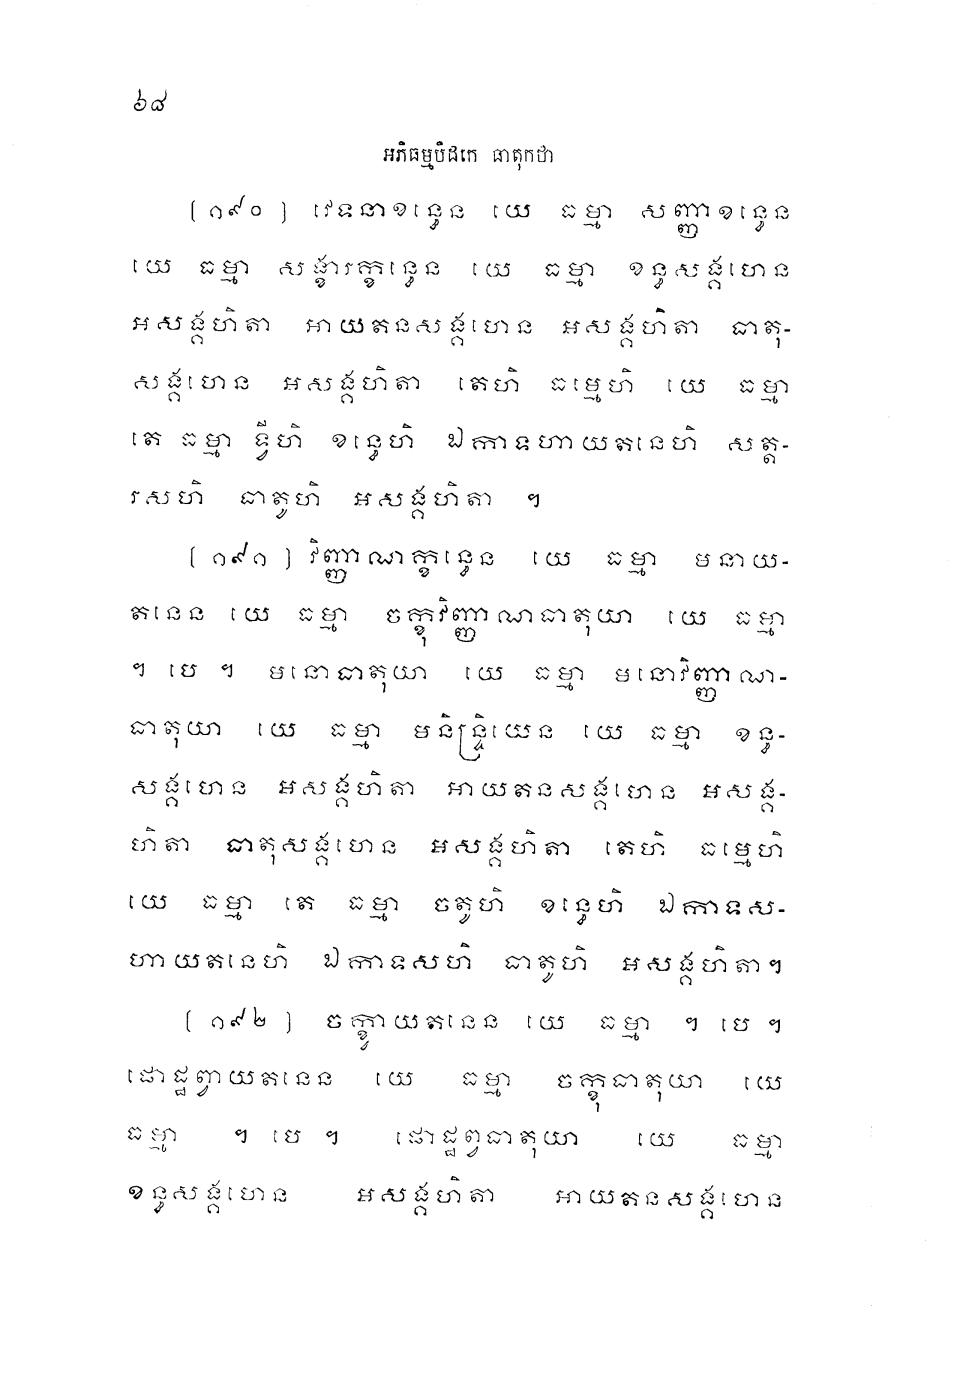 ៦៨
អភិធម្មបិដកេ ធាតុកថា
[១៩០] វេទនាខន្ធេន យេ ធម្មា សញ្ញាខន្ធេន
យេ ធម្មា សង្ខារក្ខន្ធេន យេ ធម្មា ខន្ធសង្គហេន
អសង្គហិតា អាយតនសង្គហេន អសង្គហិតា ធាតុ-
សង្គហេន អសង្គហិតា តេហិ ធម្មេហិ យេ ធម្មា
តេ ធម្មា ទ្វីហិ ខន្ធេហិ ឯកាទហាយតនេហិ សត្ត-
រសហិ ធាតូហិ អសង្គហិតា ។
[១៩១] វិញ្ញាណក្ខន្ធេន យេ ធម្មា មនាយ-
តនេន យេ ធម្មា ចក្ខុវិញ្ញាណធាតុយា យេ ធម្មា
។ បេ ។ មនោធាតុយា យេ ធម្មា មនោវិញ្ញាណ-
ធាតុយា យេ ធម្មា មនិន្ទ្រិយេន យេ ធម្មា ខន្ធ-
សង្គហេន អសង្គហិតា អាយតនសង្គហេន អសង្គ-
ហិតា ធាតុសង្គហេន អសង្គហិតា តេហិ ធម្មេហិ
យេ ធម្មា តេ ធម្មា ចតូហិ ខន្ធេហិ ឯកាទស-
ហាយតនេហិ ឯកាទសហិ ធាតូហិ អសង្គហិតា។
[១៩២] ចក្ខ្វាយតនេន យេ ធម្មា ។ បេ ។
ផោដ្ឋព្វាយតនេន យេ ធម្មា ចក្ខុធាតុយា យេ
ធម្មា ។ បេ ។ ផោដ្ឋព្វធាតុយា យេ ធម្មា
ខន្ធសង្គហេន អសង្គហិតា អាយតនសង្គហេន